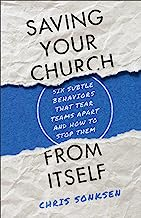 SAVING
YOUR
CHURCH
SIX SUBTLE
BEHAVIORS
THAT TEAR
TEAMS APART
AND HOW TO
STOP THEM
FROM
ITSELF
CHRIS SONKSEN